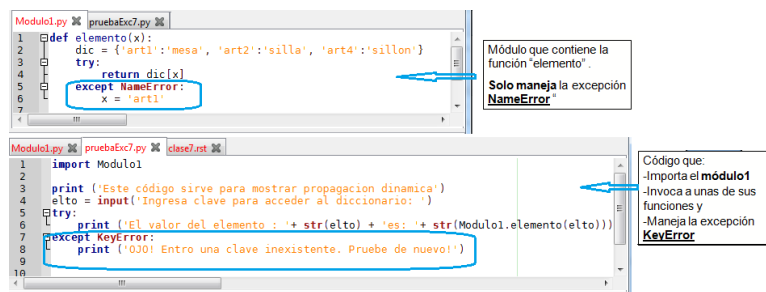 Modulo1.py pruebaExc7.py
1 def elemento(x):
2 dic = {'art1':'mesa', 'art2':'silla', 'art4':'sillon'}
3 try:
4 return dic[x]
5 except NameError:
6 x = 'art1'
7
Módulo que contiene la
función "elemento" .
Solo maneja la excepción
NameError "
Modulo1.py pruebaExc7.py clase7.rst
1 import Modulo1
2
3 print ('Este código sirve para mostrar propagacion dinamica')
4 elto = input('Ingresa clave para acceder al diccionario: ')
5 try:
6 print ('El valor del elemento : '+ str(elto) + 'es: '+ str(Modulo1.elemento(elto)))
7 except KeyError:
8 print ('OJO! Entro una clave inexistente. Pruebe de nuevo!')
9
10
Código que:
-Importa el módulo1
-Invoca a unas de sus
funciones y
-Maneja la excepción
KeyError